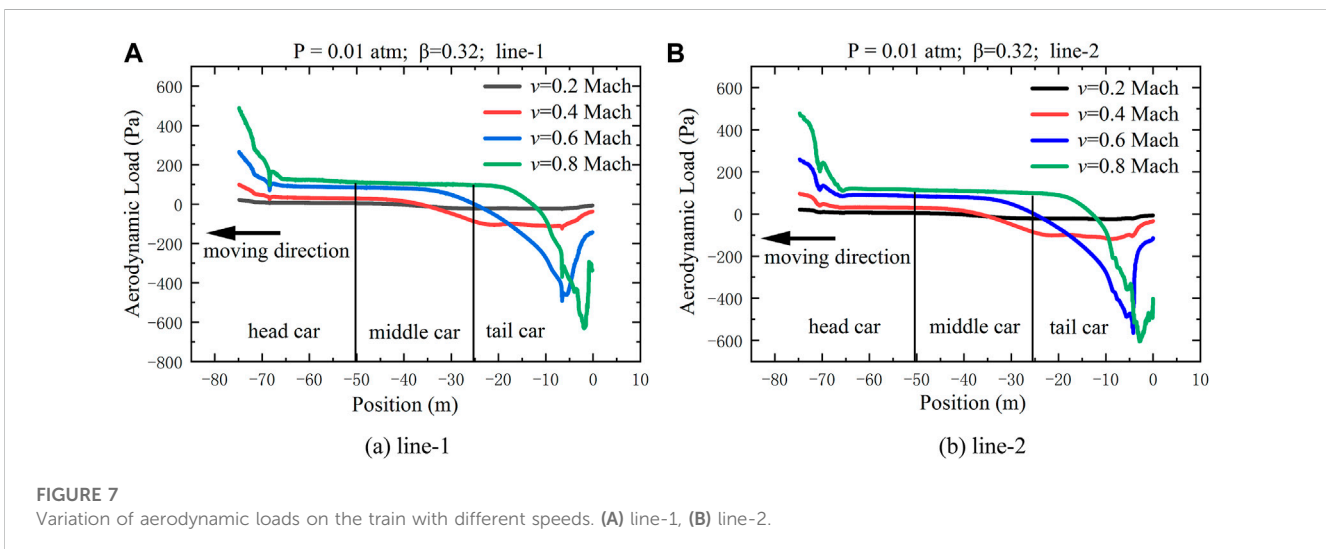 A
P = 0.01 atm; β=0.32; line-1
Aerodynamic Load (Pa)
600
400
200
0
−200
−400
−600
−800
v=0.2 Mach
v=0.4 Mach
v=0.6 Mach
v=0.8 Mach
moving direction
head car
middle car
tail car
−80 −70 −60 −50 −40 −30 −20 −10 0 10
Position (m)
(a) line-1
B
P = 0.01 atm; β=0.32; line-2
Aerodynamic Load (Pa)
600
400
200
0
−200
−400
−600
v=0.2 Mach
v=0.4 Mach
v=0.6 Mach
v=0.8 Mach
moving direction
head car
middle car
tail car
−80 −70 −60 −50 −40 −30 −20 −10 0 10
Position (m)
(b) line-2
FIGURE 7
Variation of aerodynamic loads on the train with different speeds. (A) line-1, (B) line-2.